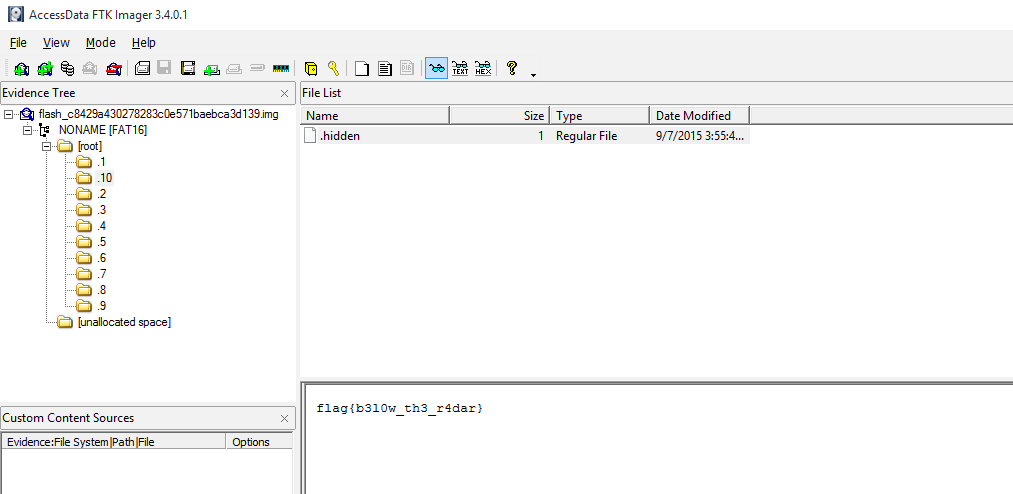 AccessData FTK Imager 3.4.0.1
File View Mode Help
TEXT HEX
Evidence Tree
flash_c8429a430278283c0e571baebca3d139.img
NONAME [FAT16]
[root]
.1
.10
.2
.3
.4
.5
.6
.7
.8
.9
[unallocated space]
Custom Content Sources
Evidence:File System|Path|File Options
File List
Name Size Type Date Modified
.hidden 1 Regular File 9/7/2015 3:55:4...
flag{b3l0w_th3_r4dar}